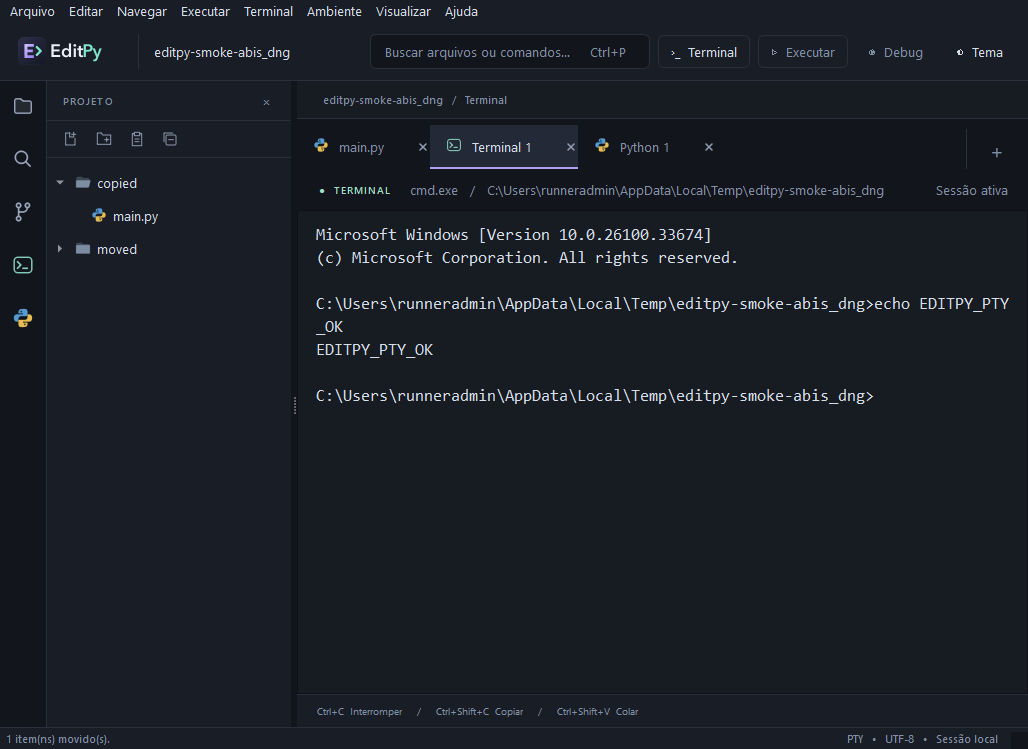 Arquivo Editar Navegar Executar Terminal Ambiente Visualizar Ajuda
E> EditPy editpy-smoke-abis_dng Buscar arquivos ou comandos... Ctrl+P >_ Terminal Executar Debug Tema
PROJETO ×
editpy-smoke-abis_dng / Terminal
main.py × Terminal 1 × Python 1 × +
• TERMINAL cmd.exe / C:\Users\runneradmin\AppData\Local\Temp\editpy-smoke-abis_dng Sessão ativa
copied
main.py
moved
Microsoft Windows [Version 10.0.26100.33674]
(c) Microsoft Corporation. All rights reserved.
C:\Users\runneradmin\AppData\Local\Temp\editpy-smoke-abis_dng>echo EDITPY_PTY
_OK
EDITPY_PTY_OK
C:\Users\runneradmin\AppData\Local\Temp\editpy-smoke-abis_dng>
Ctrl+C Interromper / Ctrl+Shift+C Copiar / Ctrl+Shift+V Colar
1 item(ns) movido(s). PTY • UTF-8 • Sessão local